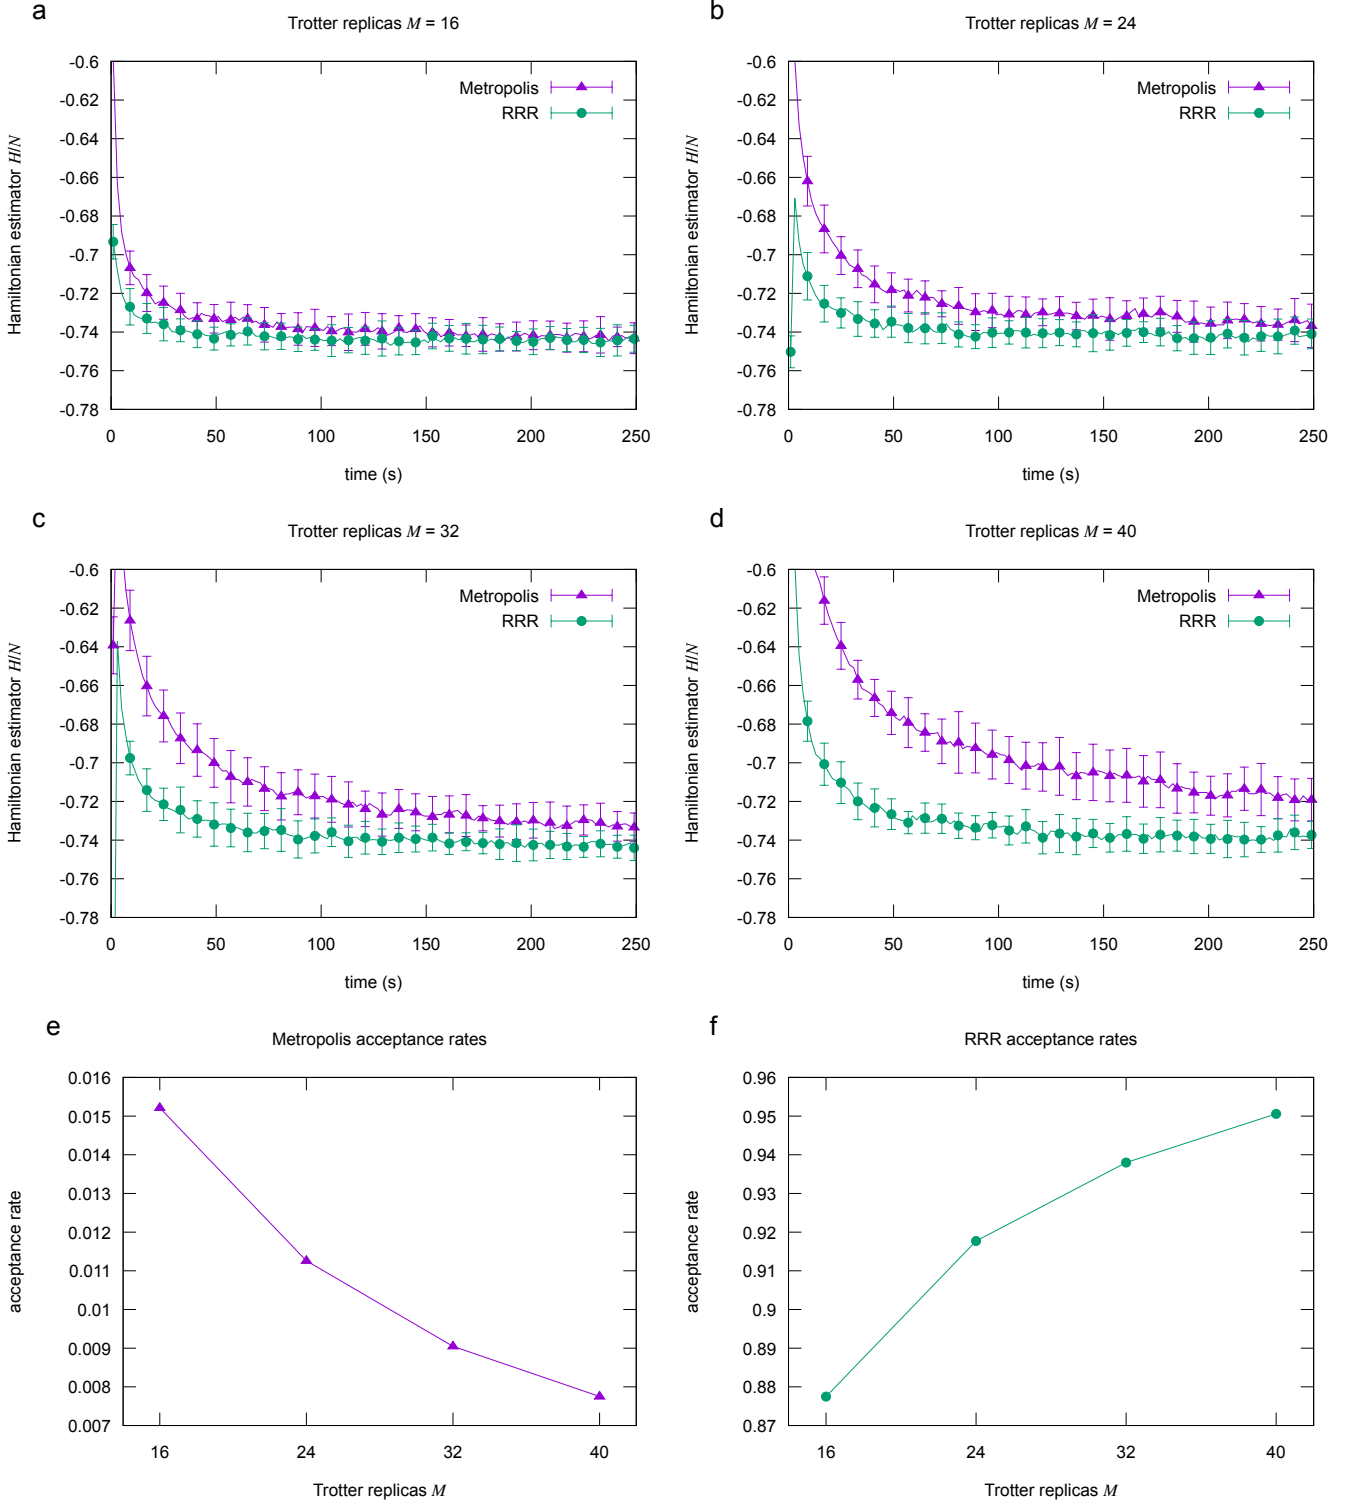 a
Trotter replicas M = 16
Hamiltonian estimator H/N
-0.6
-0.62
-0.64
-0.66
-0.68
-0.7
-0.72
-0.74
-0.76
-0.78
Metropolis
RRR
0 50 100 150 200 250
time (s)
b
Trotter replicas M = 24
Hamiltonian estimator H/N
-0.6
-0.62
-0.64
-0.66
-0.68
-0.7
-0.72
-0.74
-0.76
-0.78
Metropolis
RRR
0 50 100 150 200 250
time (s)
c
Trotter replicas M = 32
Hamiltonian estimator H/N
-0.6
-0.62
-0.64
-0.66
-0.68
-0.7
-0.72
-0.74
-0.76
-0.78
Metropolis
RRR
0 50 100 150 200 250
time (s)
d
Trotter replicas M = 40
Hamiltonian estimator H/N
-0.6
-0.62
-0.64
-0.66
-0.68
-0.7
-0.72
-0.74
-0.76
-0.78
Metropolis
RRR
0 50 100 150 200 250
time (s)
e
Metropolis acceptance rates
acceptance rate
0.016
0.015
0.014
0.013
0.012
0.011
0.01
0.009
0.008
0.007
16 24 32 40
Trotter replicas M
f
RRR acceptance rates
acceptance rate
0.96
0.95
0.94
0.93
0.92
0.91
0.9
0.89
0.88
0.87
16 24 32 40
Trotter replicas M